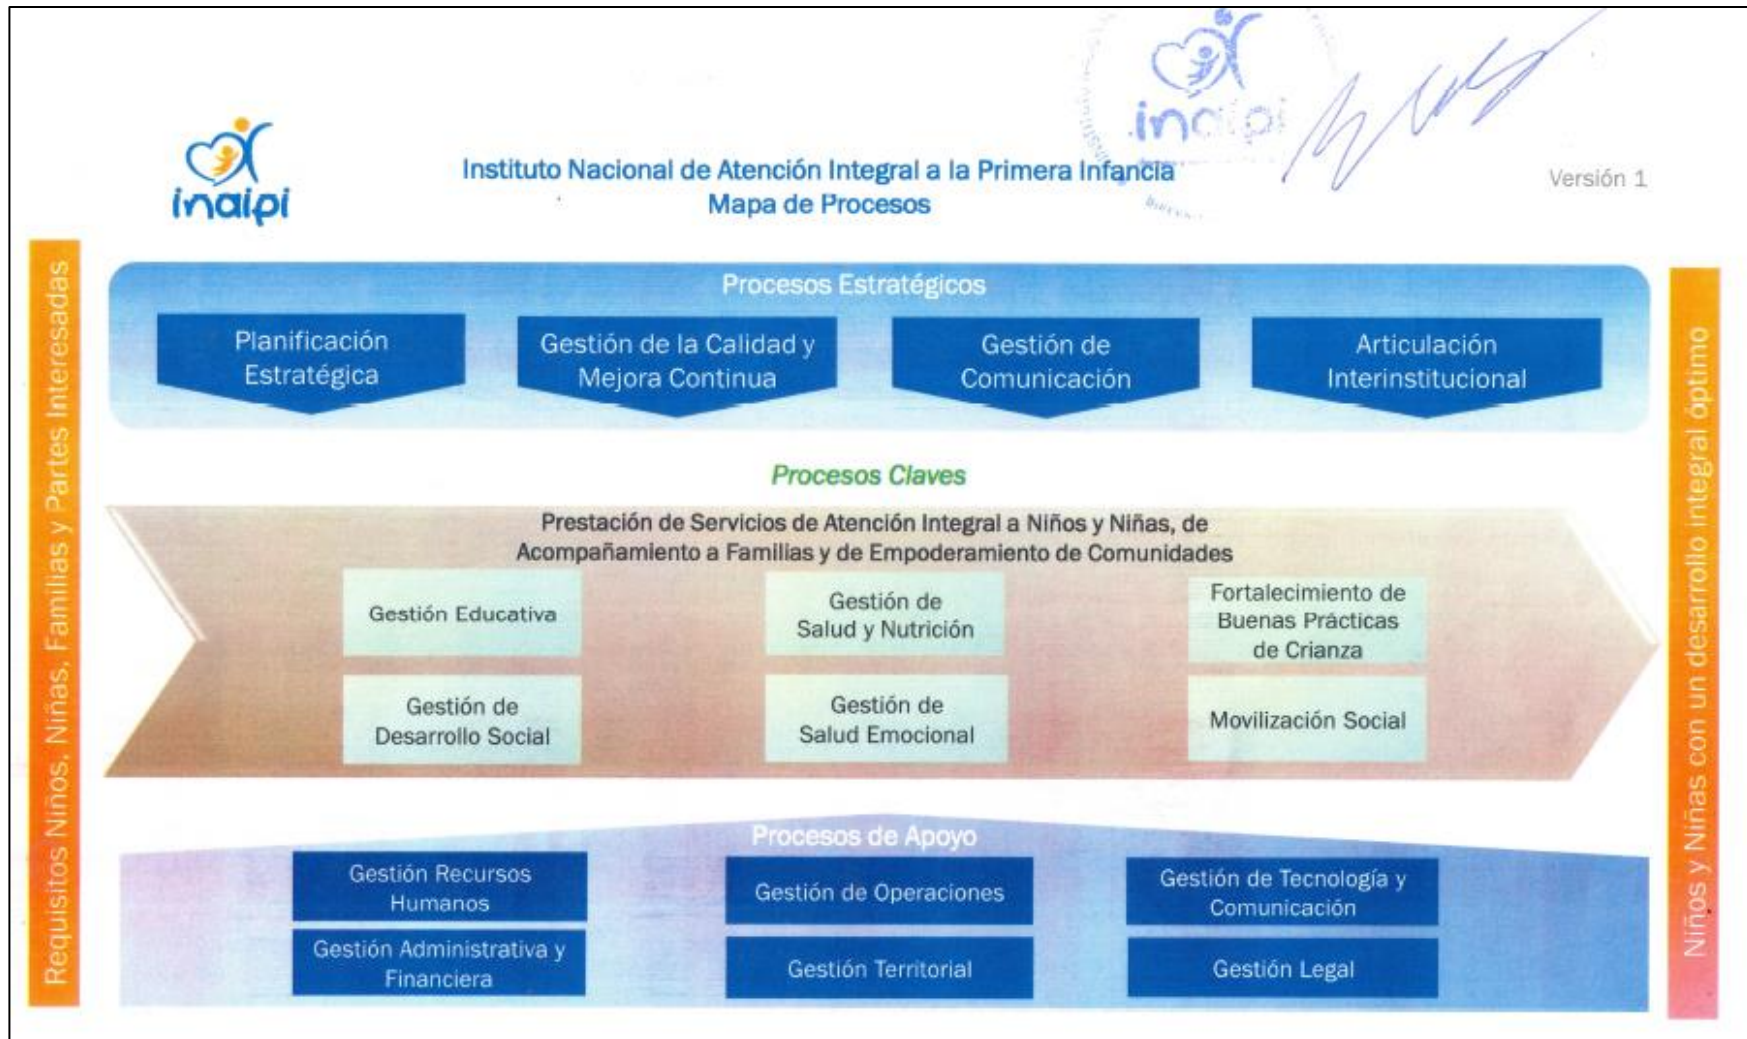 inaipi
inaipi
Instituto Nacional de Atención Integral a la Primera Infancia
Mapa de Procesos
Versión 1
Requisitos Niños, Niñas, Familias y Partes Interesadas
Procesos Estratégicos
Planificación
Estratégica
Gestión de la Calidad y
Mejora Continua
Gestión de
Comunicación
Articulación
Interinstitucional
Procesos Claves
Prestación de Servicios de Atención Integral a Niños y Niñas, de
Acompañamiento a Familias y de Empoderamiento de Comunidades
Gestión Educativa
Gestión de
Salud y Nutrición
Fortalecimiento de
Buenas Prácticas
de Crianza
Gestión de
Desarrollo Social
Gestión de
Salud Emocional
Movilización Social
Procesos de Apoyo
Gestión Recursos
Humanos
Gestión de Operaciones
Gestión de Tecnología y
Comunicación
Gestión Administrativa y
Financiera
Gestión Territorial
Gestión Legal
Niños y Niñas con un desarrollo integral óptimo